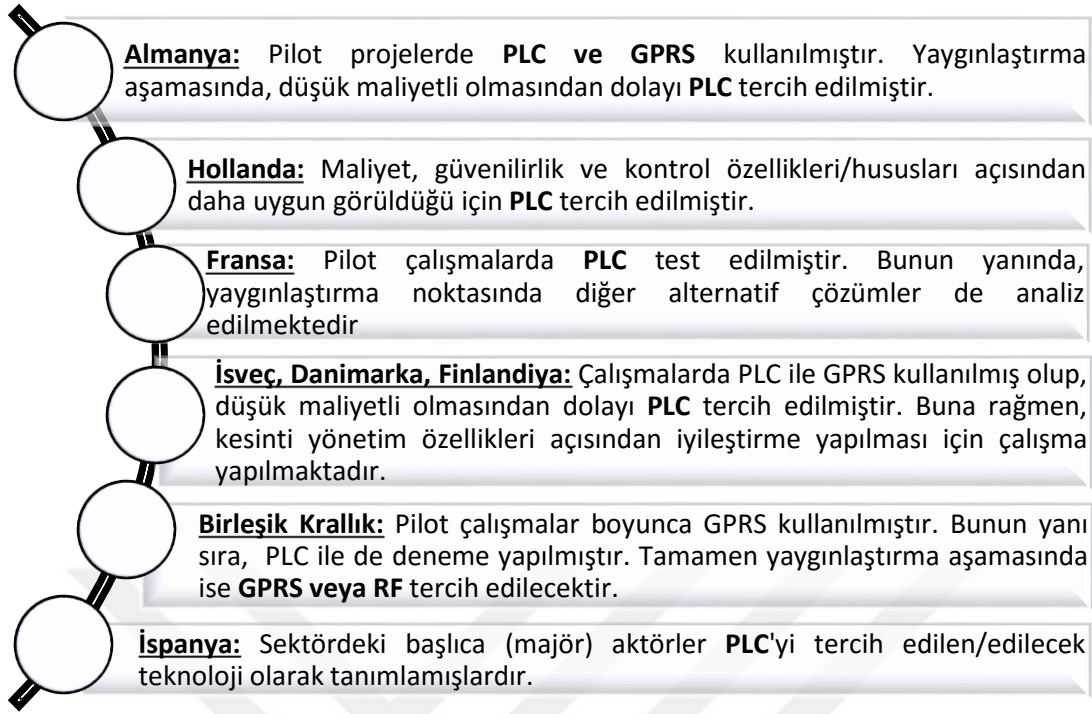 Almanya: Pilot projelerde PLC ve GPRS kullanılmıştır. Yaygınlaştırma
aşamasında, düşük maliyetli olmasından dolayı PLC tercih edilmiştir.
Hollanda: Maliyet, güvenilirlik ve kontrol özellikleri/hususları açısından
daha uygun görüldüğü için PLC tercih edilmiştir.
Fransa: Pilot çalışmalarda PLC test edilmiştir. Bunun yanında,
yaygınlaştırma noktasında diğer alternatif çözümler de analiz
edilmektedir
İsveç, Danimarka, Finlandiya: Çalışmalarda PLC ile GPRS kullanılmış olup,
düşük maliyetli olmasından dolayı PLC tercih edilmiştir. Buna rağmen,
kesinti yönetim özellikleri açısından iyileştirme yapılması için çalışma
yapılmaktadır.
Birleşik Krallık: Pilot çalışmalar boyunca GPRS kullanılmıştır. Bunun yanı
sıra, PLC ile de deneme yapılmıştır. Tamamen yaygınlaştırma aşamasında
ise GPRS veya RF tercih edilecektir.
İspanya: Sektördeki başlıca (majör) aktörler PLC'yi tercih edilen/edilecek
teknoloji olarak tanımlamışlardır.